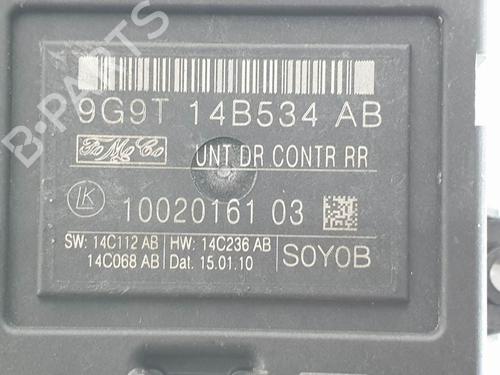 9G9T 14B534 AB
FoMoCo UNT DR CONTR RR
LK 10020161 03
SW: 14C112 AB HW: 14C236 AB
14C068 AB Dat. 15.01.10
S0Y0B
B-PARTS